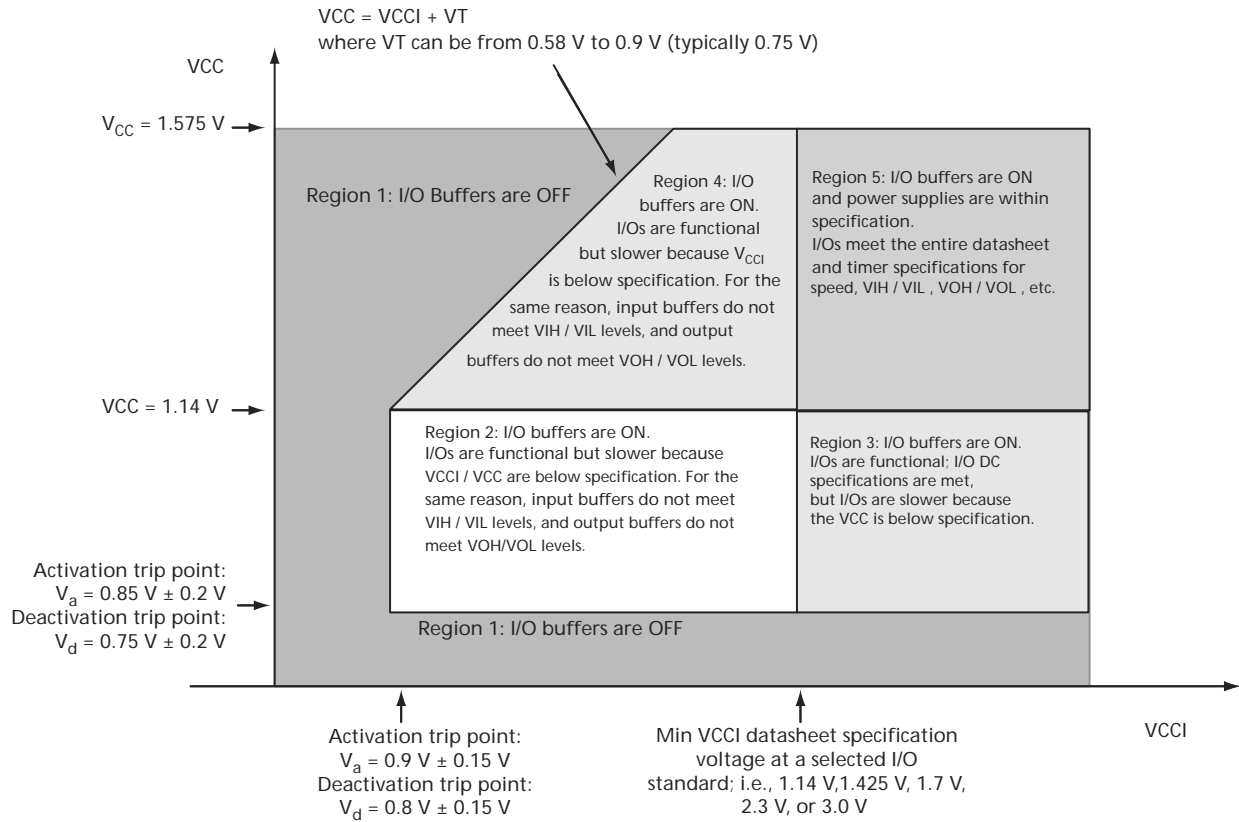 VCC = VCCI + VT
where VT can be from 0.58 V to 0.9 V (typically 0.75 V)
VCC
VCC = 1.575 V
Region 1: I/O Buffers are OFF
Region 4: I/O
buffers are ON.
I/Os are functional
but slower because VCCI
is below specification. For the
same reason, input buffers do not
meet VIH / VIL levels, and output
buffers do not meet VOH / VOL levels.
Region 5: I/O buffers are ON
and power supplies are within
specification.
I/Os meet the entire datasheet
and timer specifications for
speed, VIH / VIL , VOH / VOL , etc.
VCC = 1.14 V
Region 2: I/O buffers are ON.
I/Os are functional but slower because
VCCI / VCC are below specification. For the
same reason, input buffers do not meet
VIH / VIL levels, and output buffers do not
meet VOH/VOL levels.
Region 3: I/O buffers are ON.
I/Os are functional; I/O DC
specifications are met,
but I/Os are slower because
the VCC is below specification.
Activation trip point:
Va = 0.85 V ± 0.2 V
Deactivation trip point:
Vd = 0.75 V ± 0.2 V
Region 1: I/O buffers are OFF
Activation trip point:
Va = 0.9 V ± 0.15 V
Deactivation trip point:
Vd = 0.8 V ± 0.15 V
Min VCCI datasheet specification
voltage at a selected I/O
standard; i.e., 1.14 V,1.425 V, 1.7 V,
2.3 V, or 3.0 V
VCCI